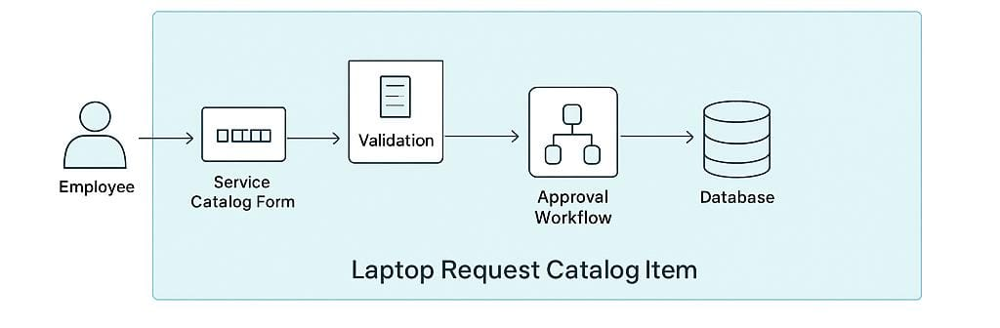 Employee
Service
Catalog Form
Validation
Approval
Workflow
Database
Laptop Request Catalog Item